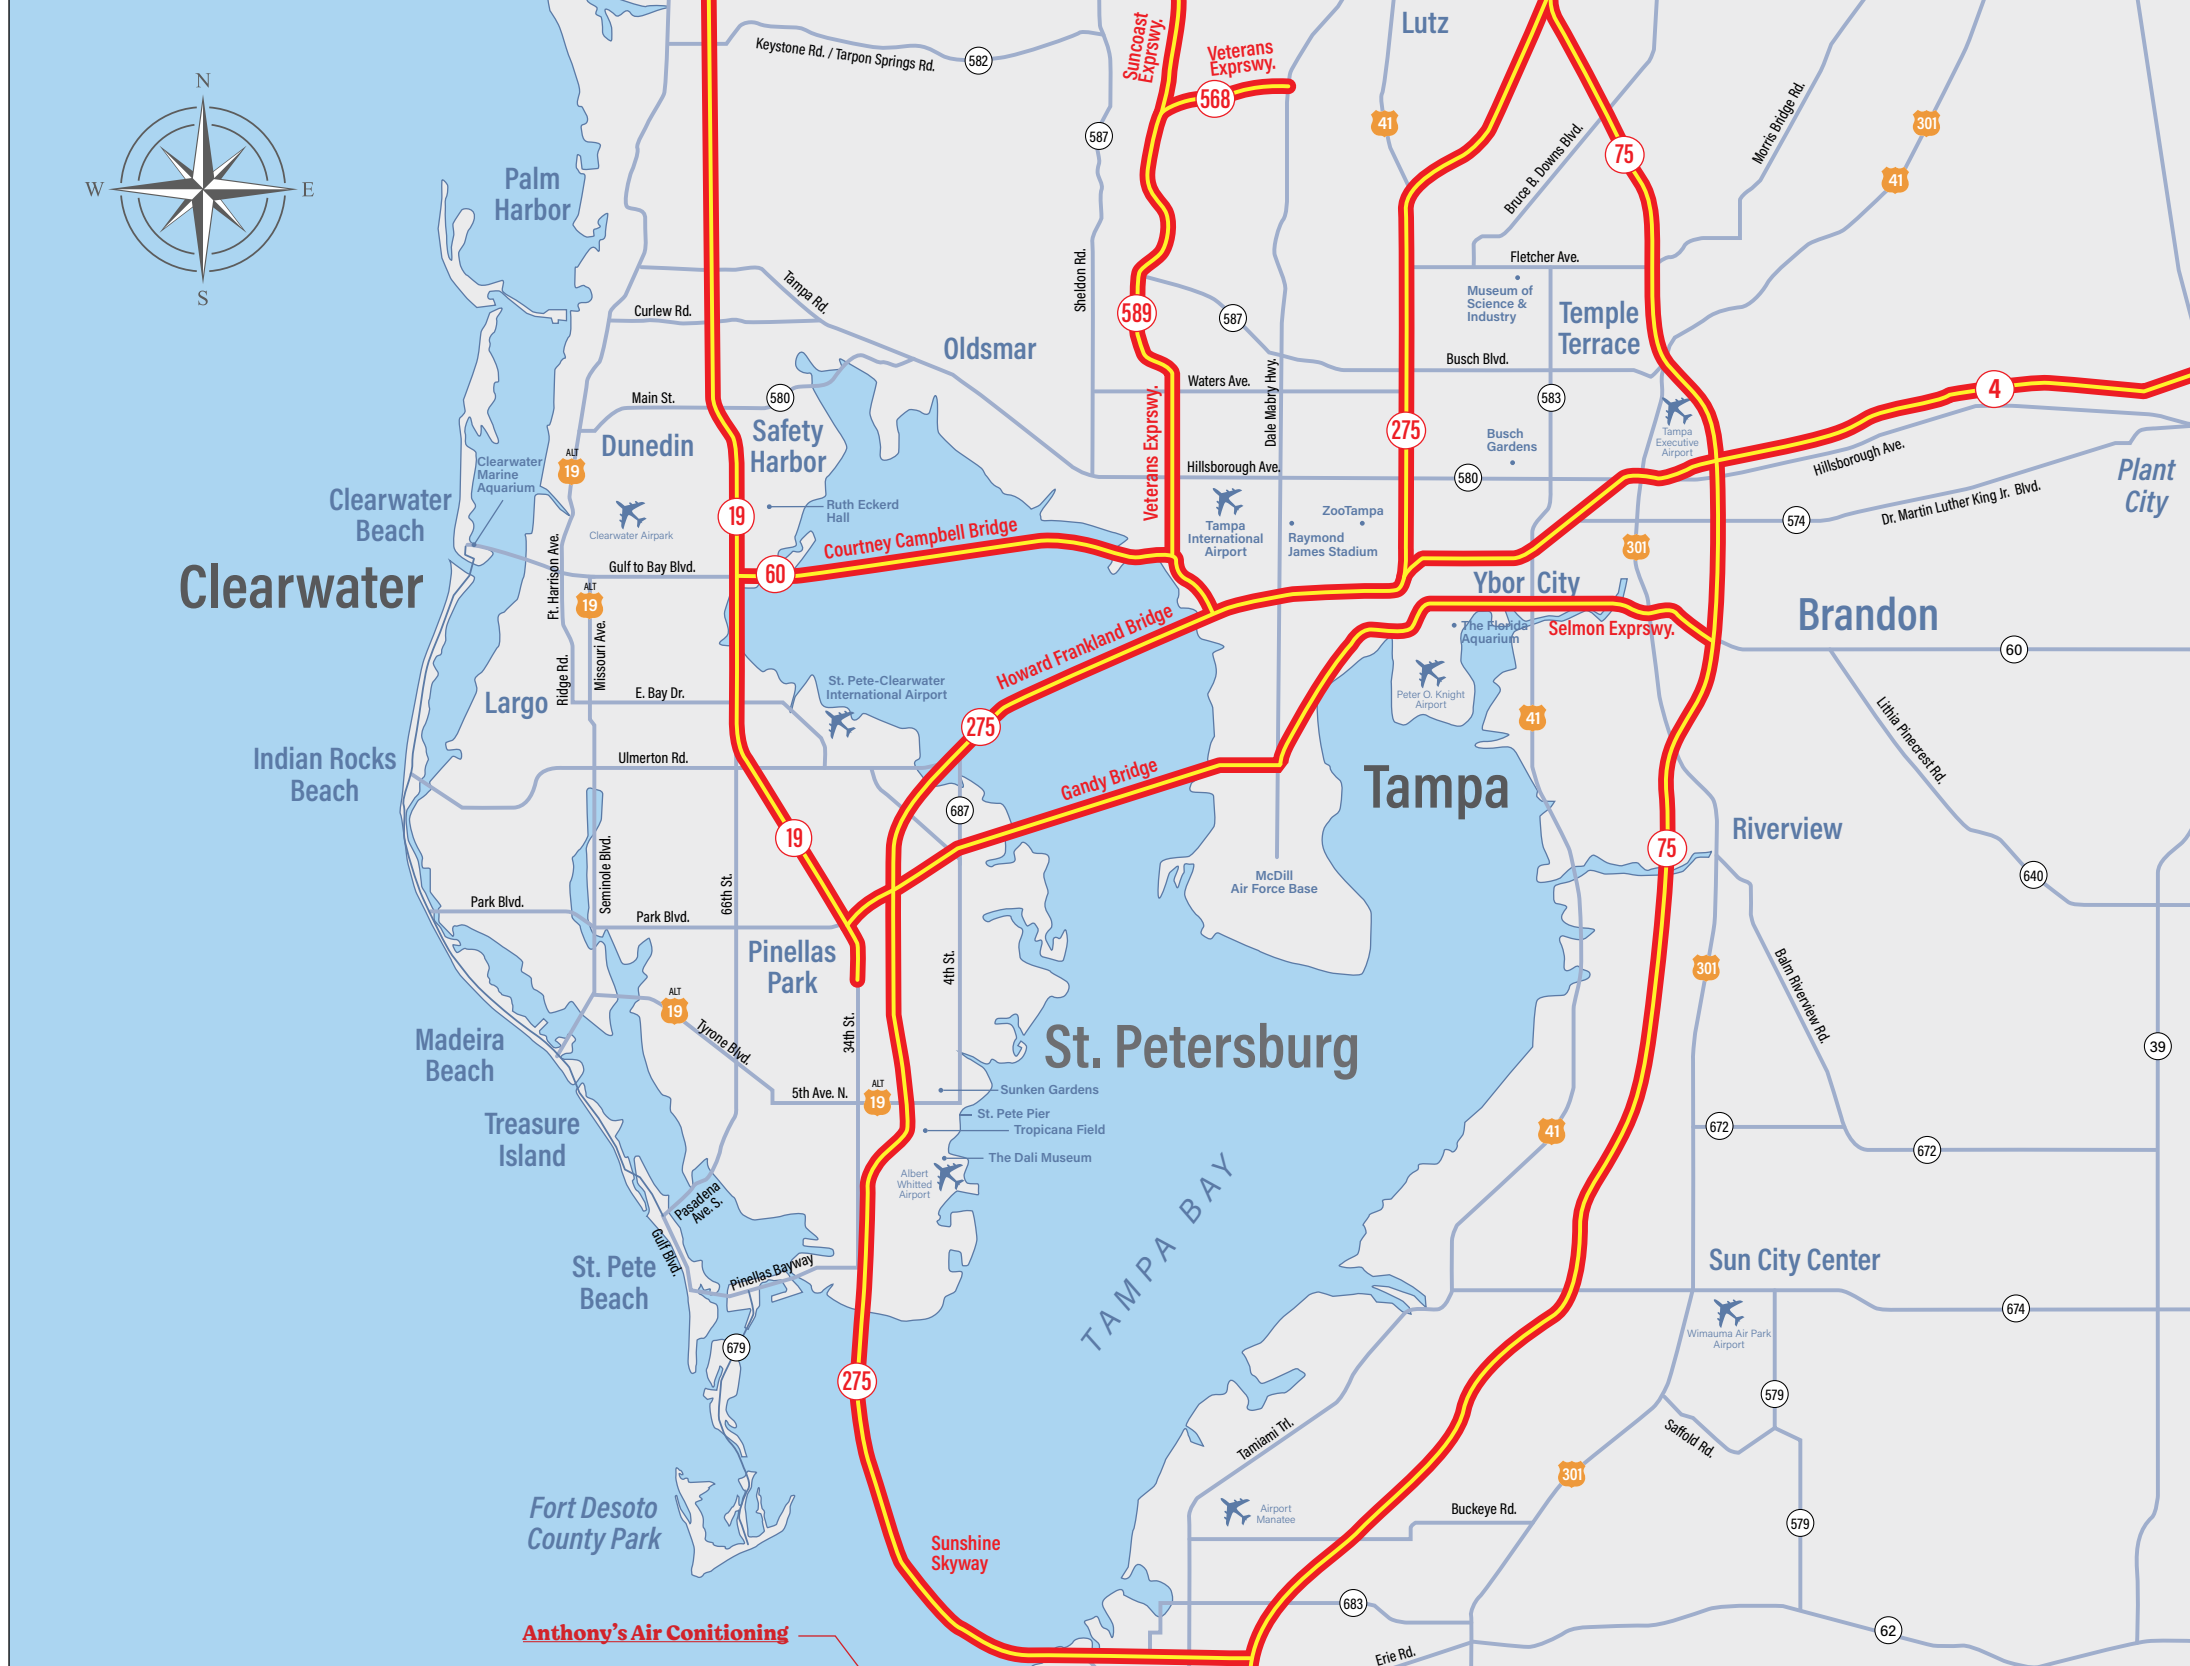 Lutz
Suncoast
Exprswy.
Veterans
Exprswy.
Keystone Rd. / Tarpon Springs Rd.
582
568
N
W
E
S
587
41
75
301
41
Bruce B. Downs Blvd.
Morris Bridge Rd.
Palm
Harbor
Sheldon Rd.
Fletcher Ave.
Tampa Rd.
Curlew Rd.
589
587
Museum of
Science &
Industry
Temple
Terrace
Oldsmar
Busch Blvd.
Waters Ave.
Dale Mabry Hwy.
Veterans Exprswy.
Main St.
580
583
4
Safety
Harbor
Dunedin
275
Busch
Gardens
Tampa
Executive
Airport
Hillsborough Ave.
580
Hillsborough Ave.
Plant
City
ALT
19
Clearwater
Marine
Aquarium
Clearwater
Beach
Clearwater Airpark
19
Ruth Eckerd
Hall
Courtney Campbell Bridge
Tampa
International
Airport
ZooTampa
Raymond
James Stadium
574
Dr. Martin Luther King Jr. Blvd.
301
Clearwater
Ft. Harrison Ave.
Gulf to Bay Blvd.
60
ALT
19
Ybor City
Howard Frankland Bridge
The Florida
Aquarium
Selmon Exprswy.
Brandon
60
Missouri Ave.
Ridge Rd.
E. Bay Dr.
Largo
St. Pete-Clearwater
International Airport
Peter O. Knight
Airport
41
Lithia Pinecrest Rd.
275
Indian Rocks
Beach
Ulmerton Rd.
Gandy Bridge
Tampa
687
19
75
Riverview
Seminole Blvd.
66th St.
McDill
Air Force Base
640
Park Blvd.
Park Blvd.
Pinellas
Park
4th St.
301
Balm Riverview Rd.
ALT
19
Tyrone Blvd.
34th St.
Madeira
Beach
St. Petersburg
39
5th Ave. N.
ALT
19
Sunken Gardens
St. Pete Pier
Tropicana Field
41
672
672
Treasure
Island
The Dali Museum
Albert
Whitted
Airport
Pasadena
Ave. S.
TAMPA BAY
Gulf Blvd.
St. Pete
Beach
Pinellas Bayway
Sun City Center
674
Wimauma Air Park
Airport
679
275
579
Tamiami Trl.
Saffold Rd.
301
Fort Desoto
County Park
Airport
Manatee
Buckeye Rd.
579
Sunshine
Skyway
683
62
Anthony's Air Conitioning
Erie Rd.